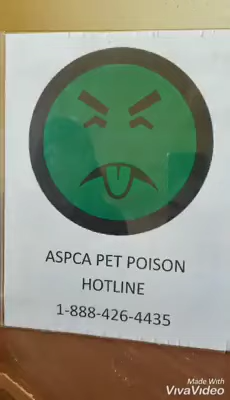 ASPCA PET POISON
HOTLINE
1-888-426-4435
Made With
VivaVideo